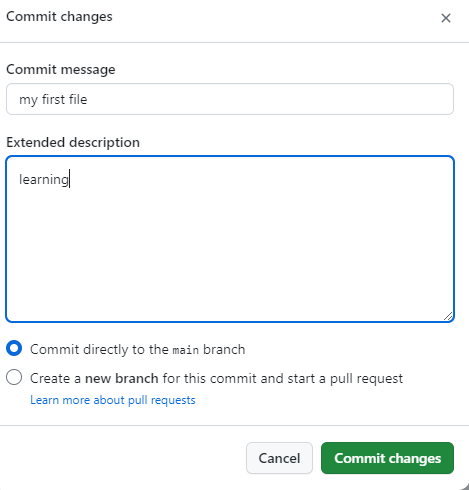 Commit changes
Commit message
my first file
Extended description
learning
Commit directly to the main branch
Create a new branch for this commit and start a pull request
Learn more about pull requests
Cancel
Commit changes